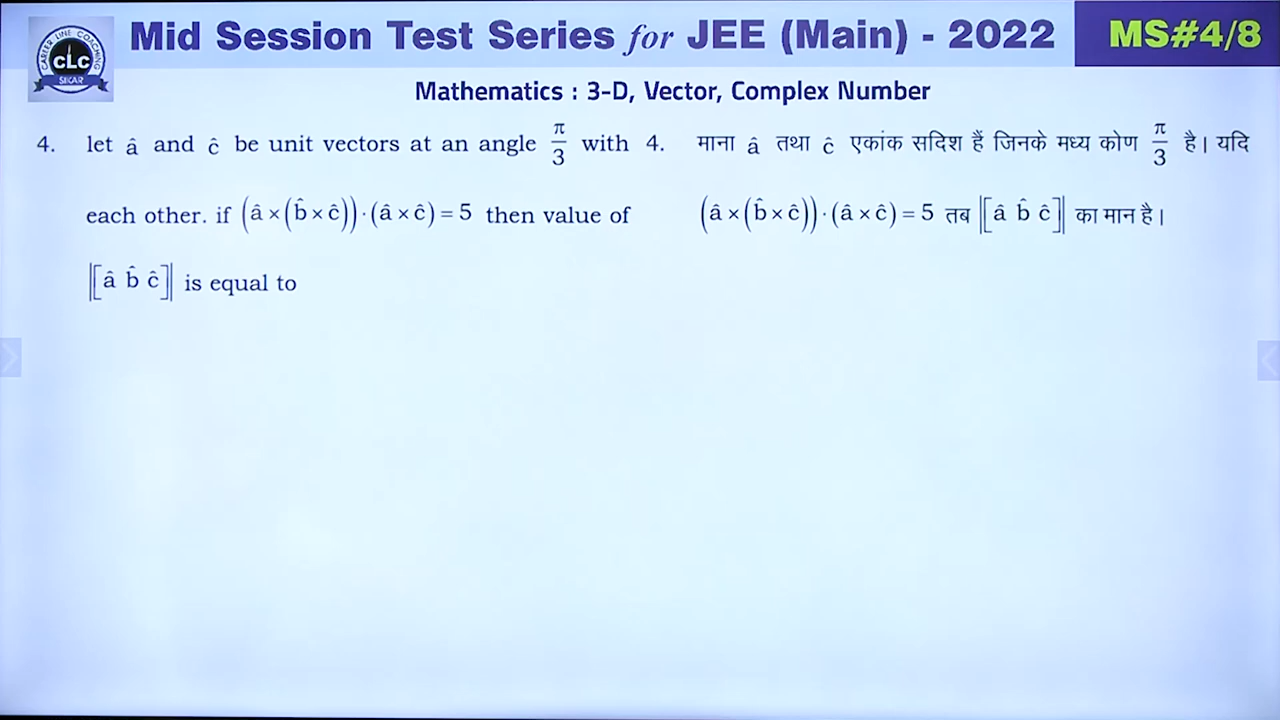 CAREER LINE COACHING
CLC
SIKAR
Mid Session Test Series for JEE (Main) - 2022
MS#4/8
Mathematics : 3-D, Vector, Complex Number
4. let â and ĉ be unit vectors at an angle π/3 with
each other. if (â×(b̂×ĉ))·(â×ĉ)=5 then value of
|[â b̂ ĉ]| is equal to
4. माना â तथा ĉ एकांक सदिश हैं जिनके मध्य कोण π/3 है। यदि
(â×(b̂×ĉ))·(â×ĉ)=5 तब |[â b̂ ĉ]| का मान है।